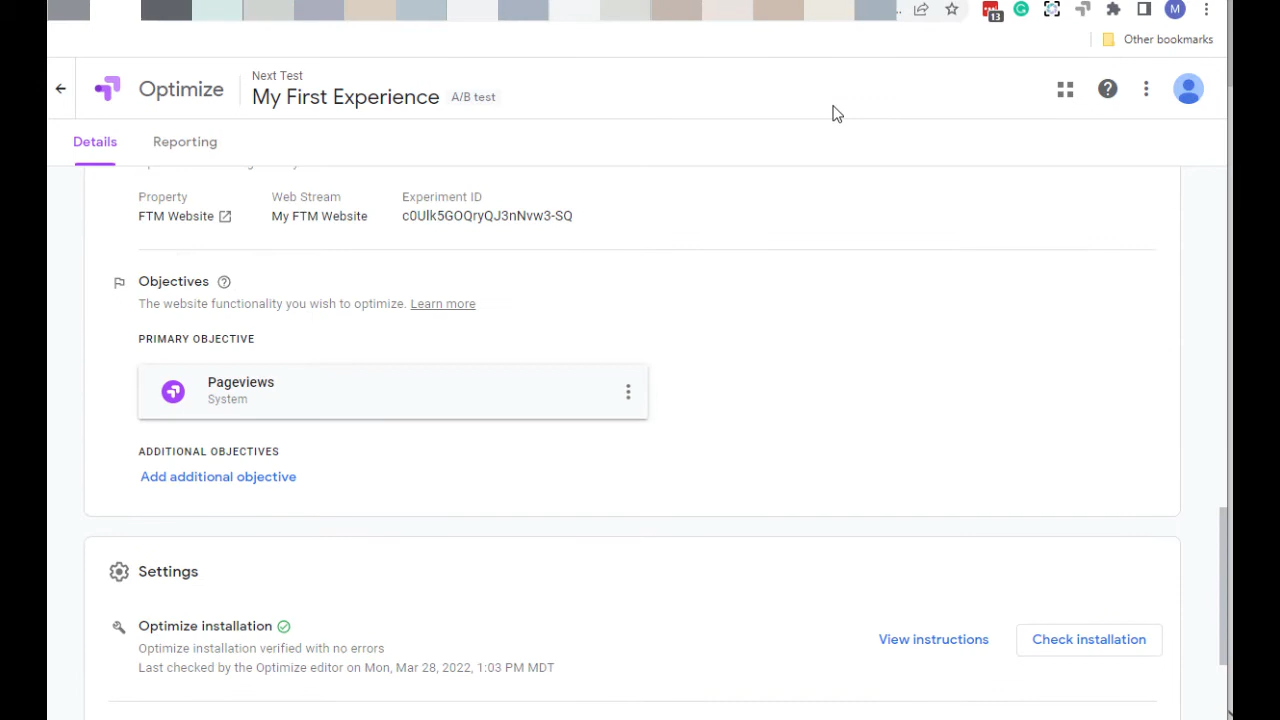 13
M
Other bookmarks
Optimize
Next Test
My First Experience A/B test
Details Reporting
Property Web Stream Experiment ID
FTM Website My FTM Website c0Ulk5GOQryQJ3nNvw3-SQ
Objectives
The website functionality you wish to optimize. Learn more
PRIMARY OBJECTIVE
Pageviews
System
ADDITIONAL OBJECTIVES
Add additional objective
Settings
Optimize installation
Optimize installation verified with no errors
Last checked by the Optimize editor on Mon, Mar 28, 2022, 1:03 PM MDT
View instructions Check installation